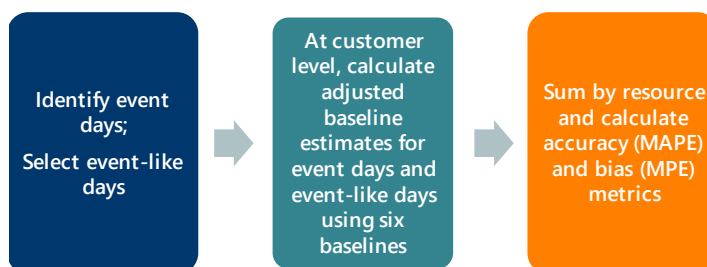 Identify event
days;
Select event-like
days
At customer
level, calculate
adjusted
baseline
estimates for
event days and
event-like days
using six
baselines
Sum by resource
and calculate
accuracy (MAPE)
and bias (MPE)
metrics